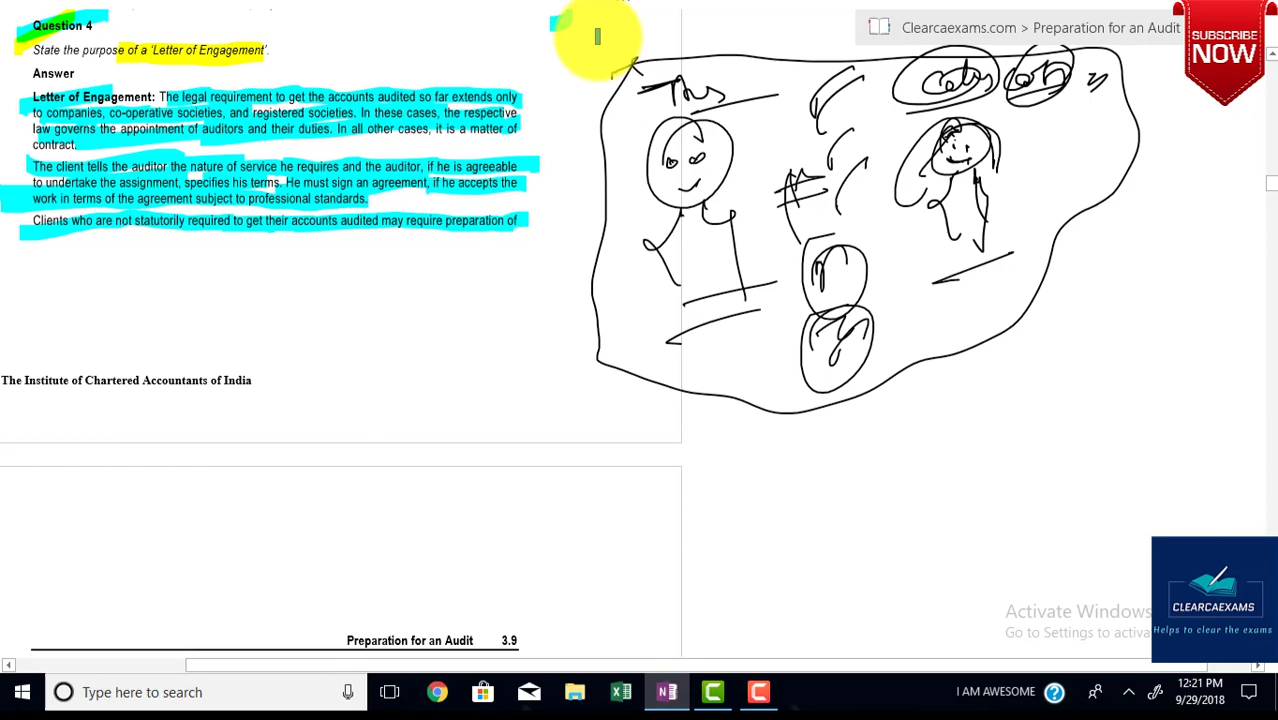 Question 4
State the purpose of a 'Letter of Engagement'.
Answer
Letter of Engagement: The legal requirement to get the accounts audited so far extends only
to companies, co-operative societies, and registered societies. In these cases, the respective
law governs the appointment of auditors and their duties. In all other cases, it is a matter of
contract.
The client tells the auditor the nature of service he requires and the auditor, if he is agreeable
to undertake the assignment, specifies his terms. He must sign an agreement, if he accepts the
work in terms of the agreement subject to professional standards.
Clients who are not statutorily required to get their accounts audited may require preparation of
The Institute of Chartered Accountants of India
Preparation for an Audit 3.9
Clearcaexams.com > Preparation for an Audit
SUBSCRIBE
NOW
CLEARCAEXAMS
Helps to clear the exams
Activate Windows
Go to Settings to activa
Type here to search
I AM AWESOME
12:21 PM
9/29/2018